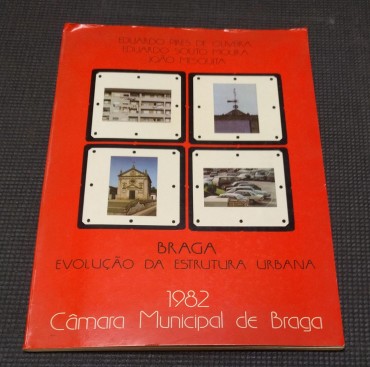 EDUARDO PIRES DE OLIVEIRA
EDUARDO SOUTO MOURA
JOÃO MESQUITA
BRAGA
EVOLUÇÃO DA ESTRUTURA URBANA
1982
Câmara Municipal de Braga